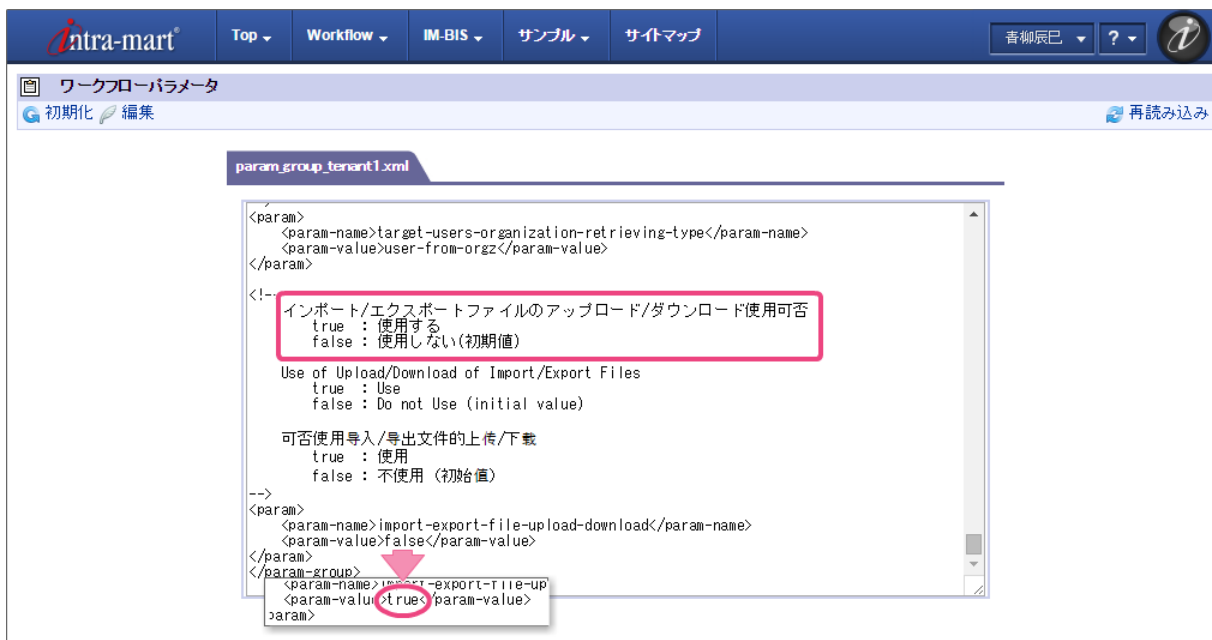 intra-mart®
Top Workflow IM-BIS サンプル サイトマップ 青柳辰巳 ?
ワークフローパラメータ
初期化 編集 再読み込み
param_group_tenant1.xml
<param>
<param-name>target-users-organization-retrieving-type</param-name>
<param-value>user-from-orgz</param-value>
</param>
<!--
インポート/エクスポートファイルのアップロード/ダウンロード使用可否
true : 使用する
false : 使用しない(初期値)
Use of Upload/Download of Import/Export Files
true : Use
false : Do not Use (initial value)
可否使用导入/导出文件的上传/下载
true : 使用
false : 不使用 (初始值)
-->
<param>
<param-name>import-export-file-upload-download</param-name>
<param-value>false</param-value>
</param>
</param-group>
<param-name>import-export-file-up
<param-value>true</param-value>
param>